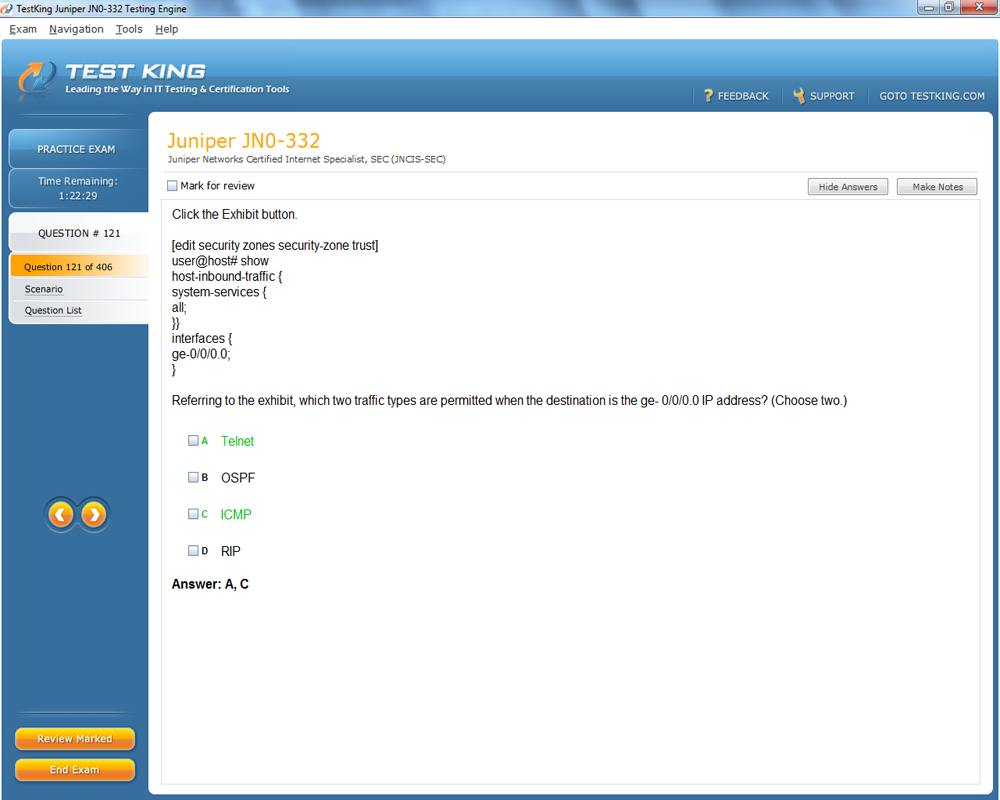 TestKing Juniper JN0-332 Testing Engine
Exam Navigation Tools Help
TEST KING
Leading the Way in IT Testing & Certification Tools
? FEEDBACK SUPPORT GOTO TESTKING.COM
PRACTICE EXAM
Time Remaining:
1:22:29
QUESTION # 121
Question 121 of 406
Scenario
Question List
Juniper JN0-332
Juniper Networks Certified Internet Specialist, SEC (JNCIS-SEC)
Mark for review
Hide Answers Make Notes
Click the Exhibit button.
[edit security zones security-zone trust]
user@host# show
host-inbound-traffic {
system-services {
all;
}}
interfaces {
ge-0/0/0.0;
}
Referring to the exhibit, which two traffic types are permitted when the destination is the ge- 0/0/0.0 IP address? (Choose two.)
A Telnet
B OSPF
C ICMP
D RIP
Answer: A, C
Review Marked
End Exam